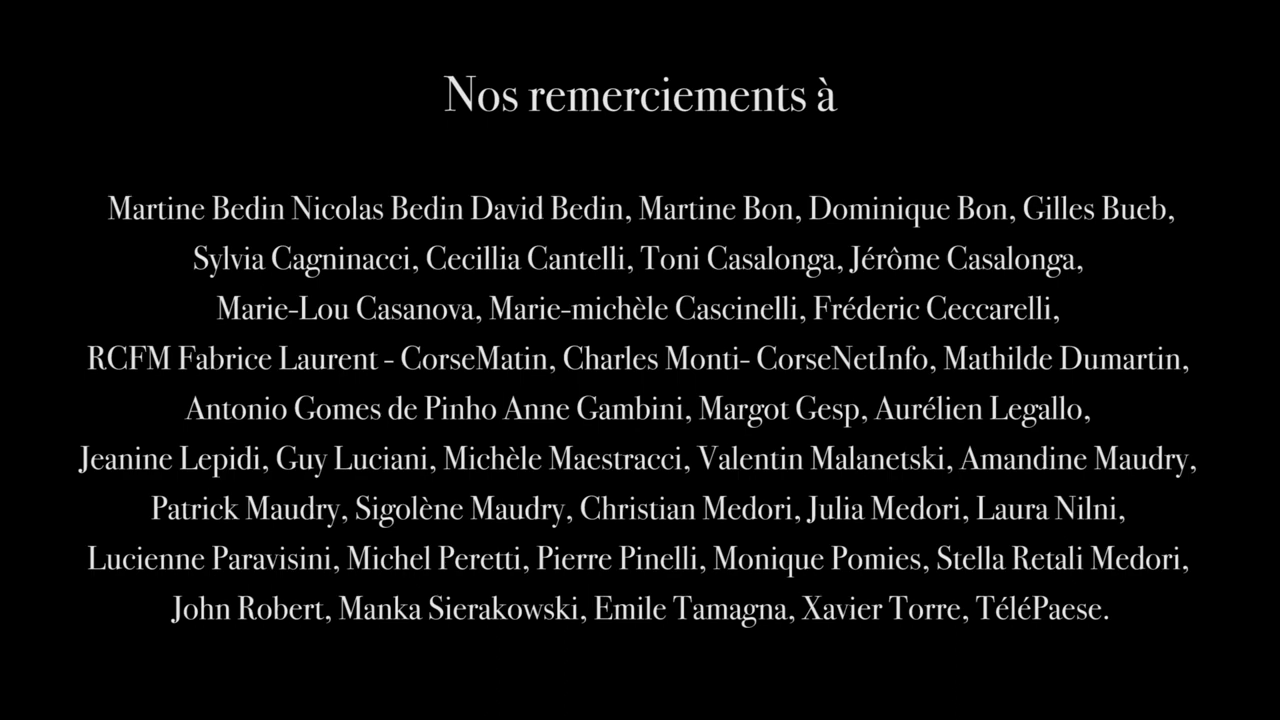 Nos remerciements à
Martine Bedin Nicolas Bedin David Bedin, Martine Bon, Dominique Bon, Gilles Bueb,
Sylvia Cagninacci, Cecillia Cantelli, Toni Casalonga, Jérôme Casalonga,
Marie-Lou Casanova, Marie-michèle Cascinelli, Fréderic Ceccarelli,
RCFM Fabrice Laurent - CorseMatin, Charles Monti- CorseNetInfo, Mathilde Dumartin,
Antonio Gomes de Pinho Anne Gambini, Margot Gesp, Aurélien Legallo,
Jeanine Lepidi, Guy Luciani, Michèle Maestracci, Valentin Malanetski, Amandine Maudry,
Patrick Maudry, Sigolène Maudry, Christian Medori, Julia Medori, Laura Nilni,
Lucienne Paravisini, Michel Peretti, Pierre Pinelli, Monique Pomies, Stella Retali Medori,
John Robert, Manka Sierakowski, Emile Tamagna, Xavier Torre, TéléPaese.